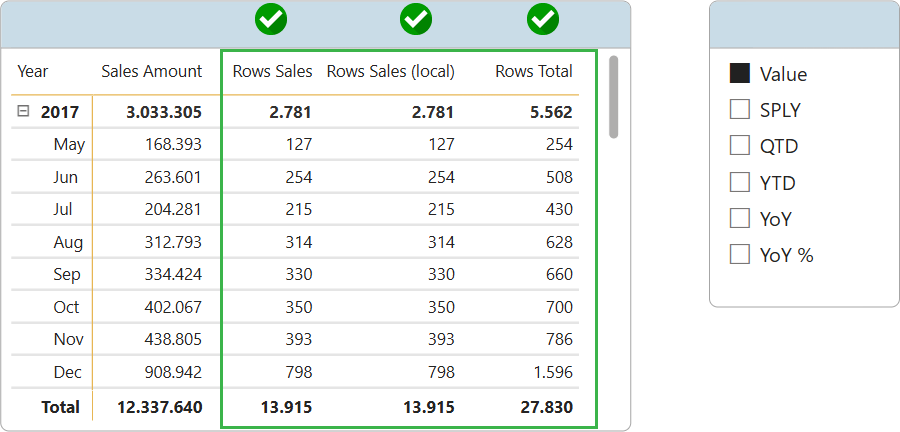 Year Sales Amount Rows Sales Rows Sales (local) Rows Total
2017 3.033.305 2.781 2.781 5.562
May 168.393 127 127 254
Jun 263.601 254 254 508
Jul 204.281 215 215 430
Aug 312.793 314 314 628
Sep 334.424 330 330 660
Oct 402.067 350 350 700
Nov 438.805 393 393 786
Dec 908.942 798 798 1.596
Total 12.337.640 13.915 13.915 27.830
Value
SPLY
QTD
YTD
YoY
YoY %